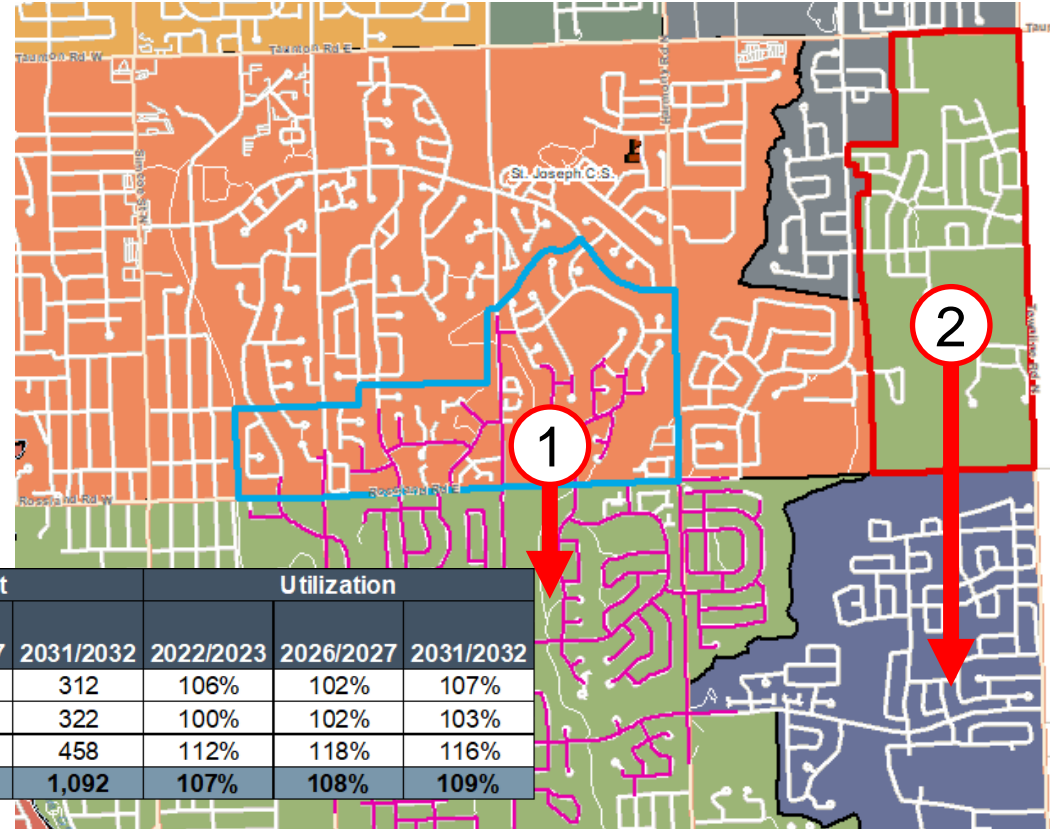 Taunton Rd W
Taunton Rd E
Taun
Harmony Rd N
Simcoe St N
St. Joseph C.S.
2
Townline Rd N
1
Rossland Rd W
Rossland Rd E
t Utilization
7 2031/2032 2022/2023 2026/2027 2031/2032
312 106% 102% 107%
322 100% 102% 103%
458 112% 118% 116%
1,092 107% 108% 109%